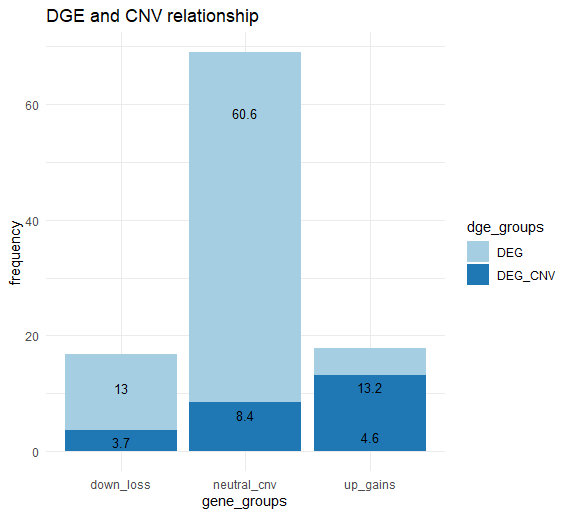 DGE and CNV relationship
frequency
60
40
20
0
60.6
13
3.7
8.4
13.2
4.6
down_loss
neutral_cnv
up_gains
gene_groups
dge_groups
DEG
DEG_CNV